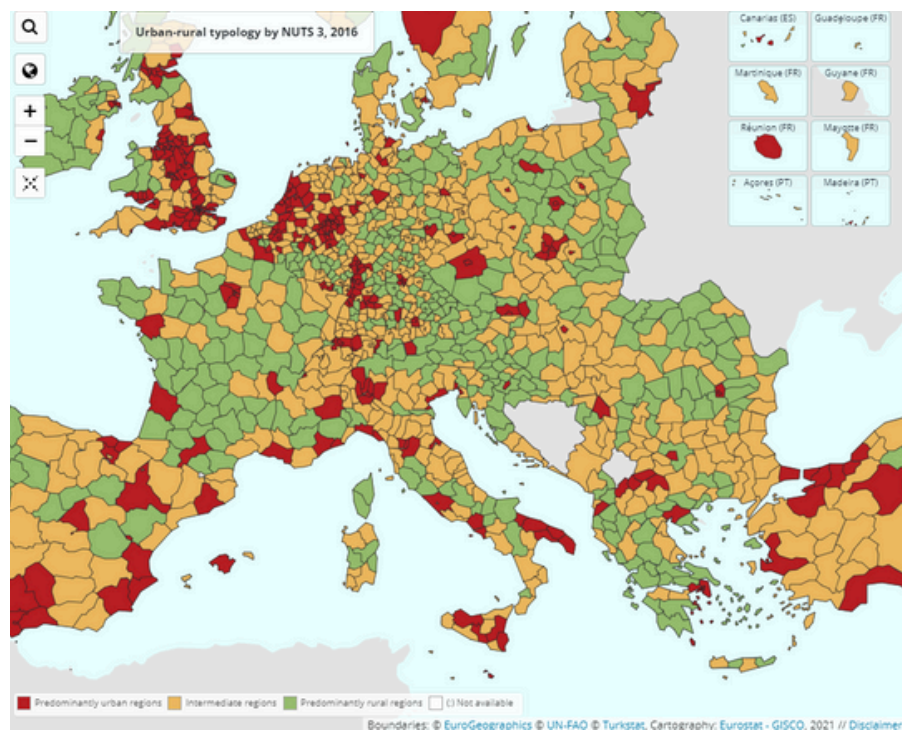 Urban-rural typology by NUTS 3, 2016
Canarias (ES)
Guadeloupe (FR)
Martinique (FR)
Guyane (FR)
Réunion (FR)
Mayotte (FR)
Açores (PT)
Madeira (PT)
+
−
Predominantly urban regions
Intermediate regions
Predominantly rural regions
(:) Not available
Boundaries: © EuroGeographics © UN-FAO © Turkstat, Cartography: Eurostat - GISCO, 2021 // Disclaimer